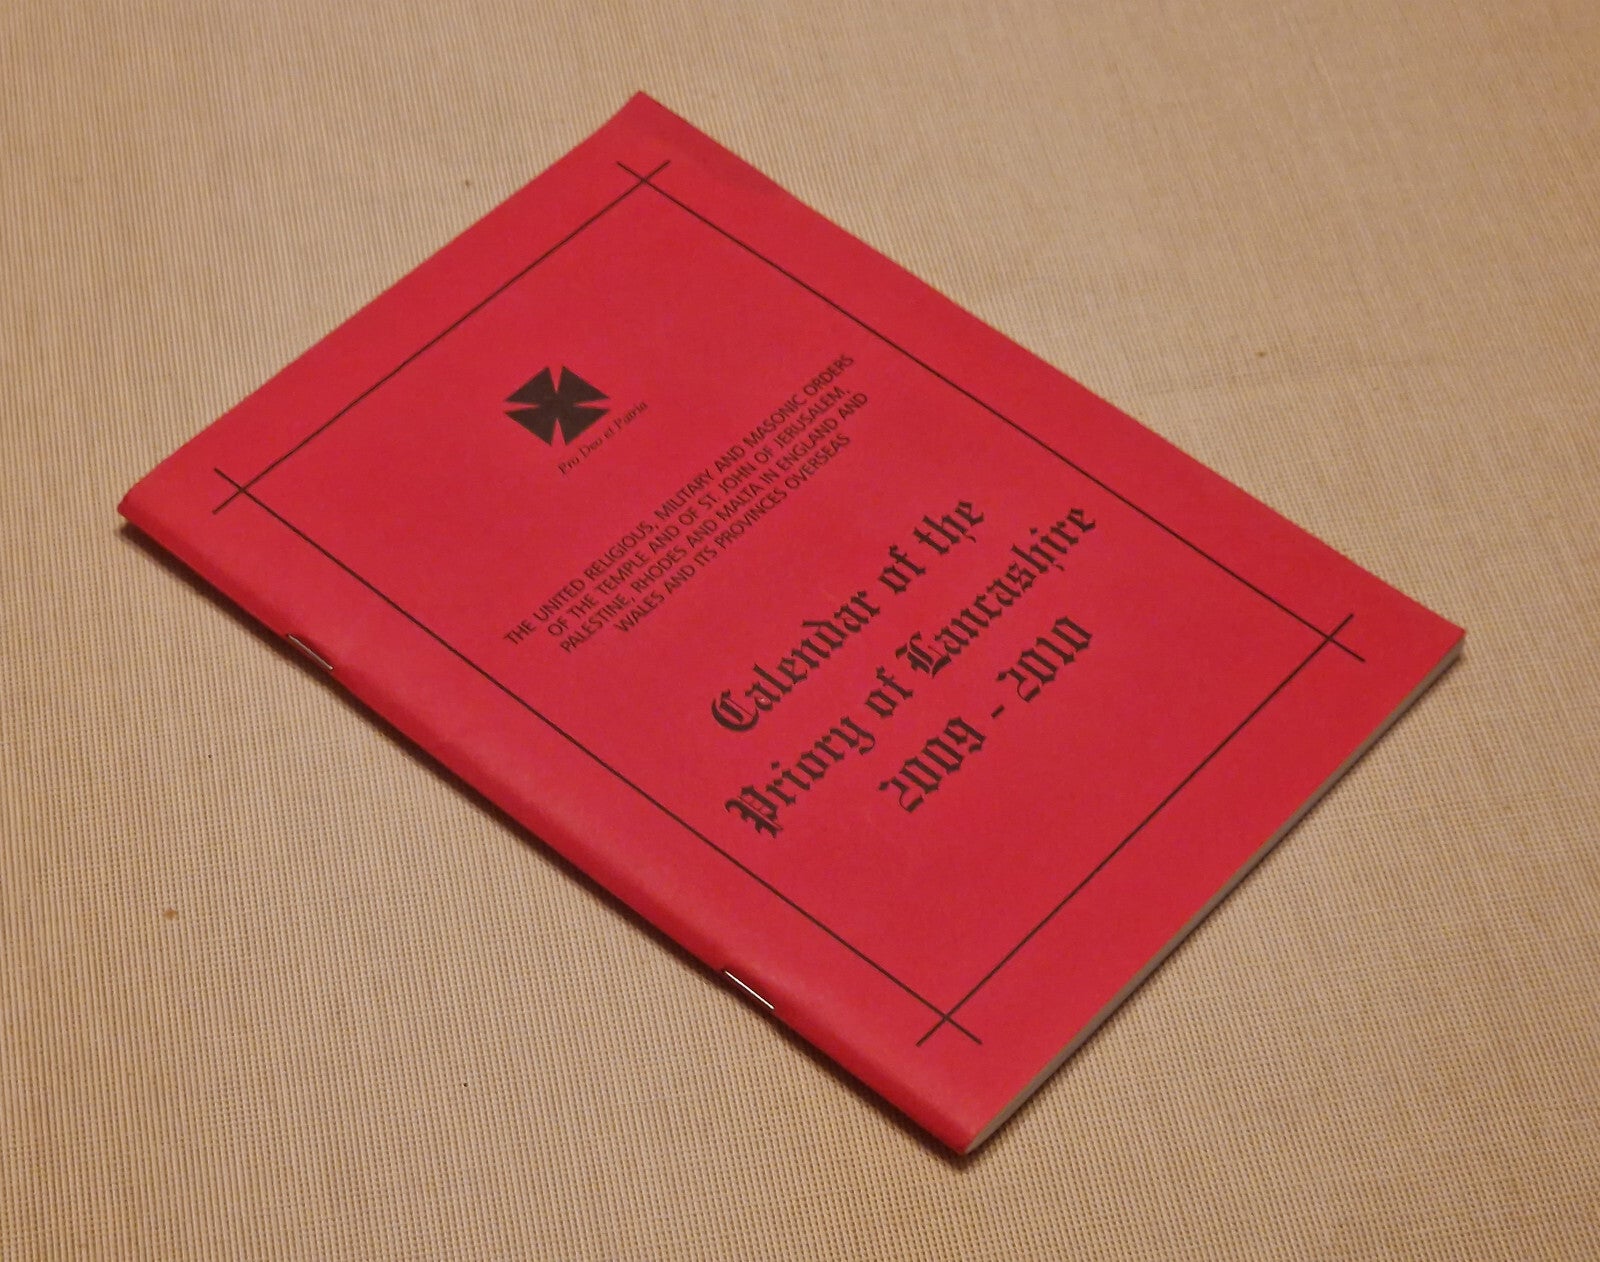 Pro Deo et Patria
THE UNITED RELIGIOUS, MILITARY AND MASONIC ORDERS
OF THE TEMPLE AND OF ST. JOHN OF JERUSALEM,
PALESTINE, RHODES AND MALTA IN ENGLAND AND
WALES AND ITS PROVINCES OVERSEAS
Calendar of the
Priory of Lancashire
2009 - 2010